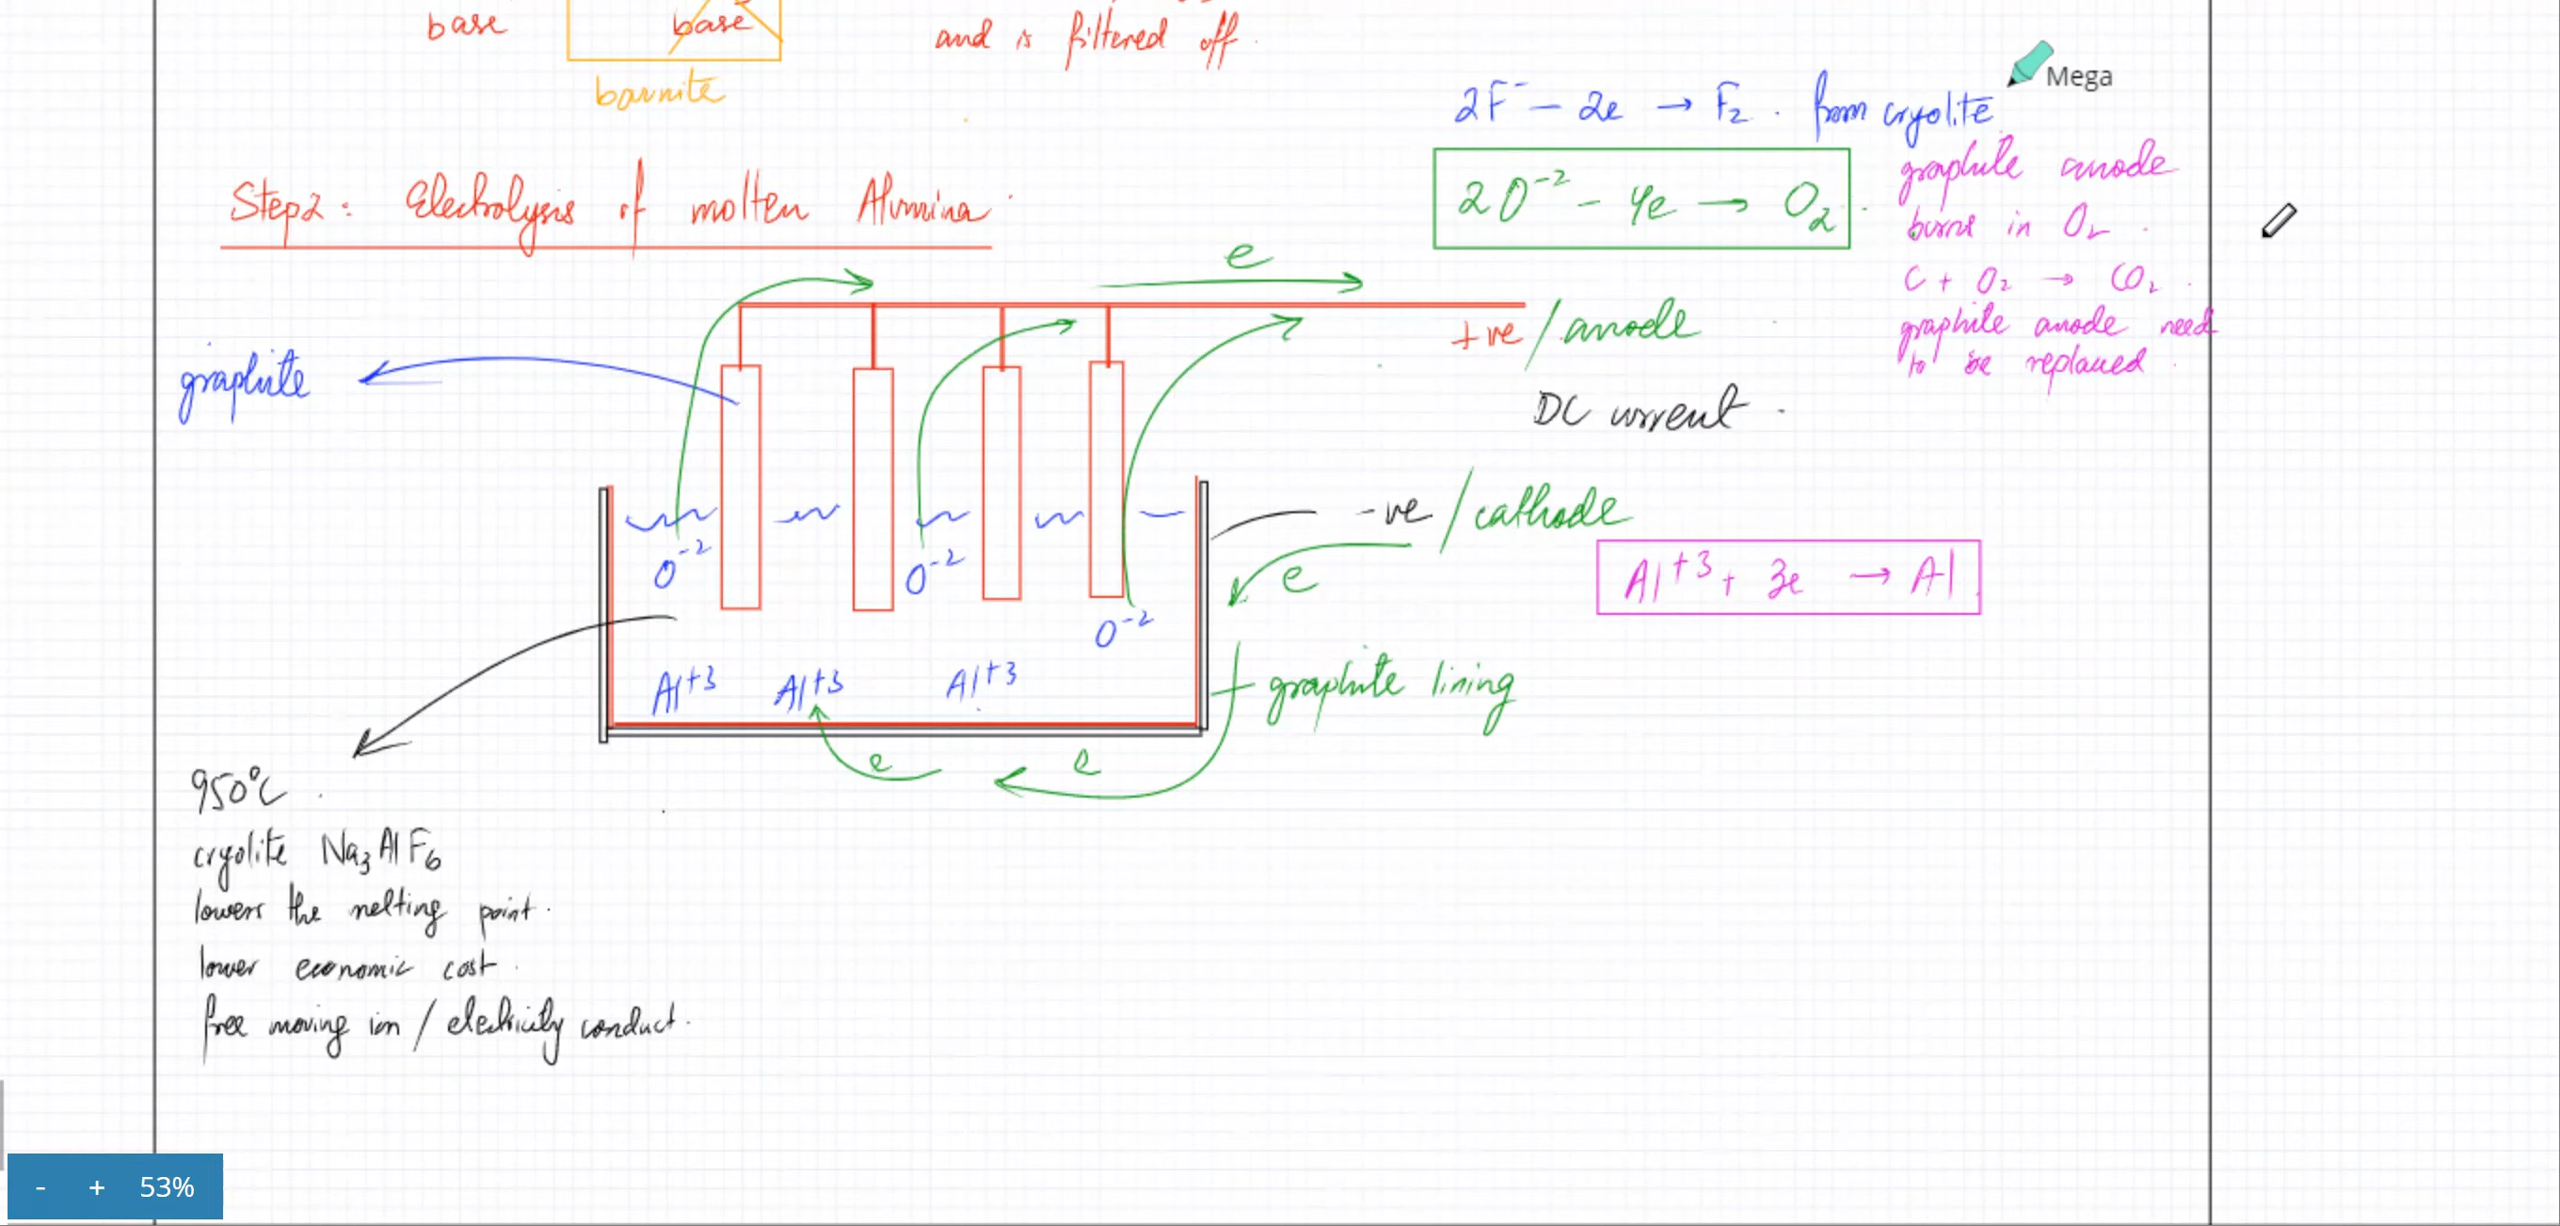 base
base
and is filtered off.
bauxite
Mega
2F⁻ - 2e → F₂. from cryolite
2O⁻² - 4e → O₂
graphite anode
burns in O₂.
C + O₂ → CO₂.
graphite anode need
to be replaced.
Step2: Electrolysis of molten Alumina.
e
+ve /anode
graphite
DC current.
-ve /cathode
O⁻²
O⁻²
O⁻²
e
Al⁺³ + 3e → Al
Al⁺³
Al⁺³
Al⁺³
graphite lining
e
e
950°C.
cryolite Na₃AlF₆
lowers the melting point.
lower economic cost.
free moving ion / electricity conduct.
- + 53%